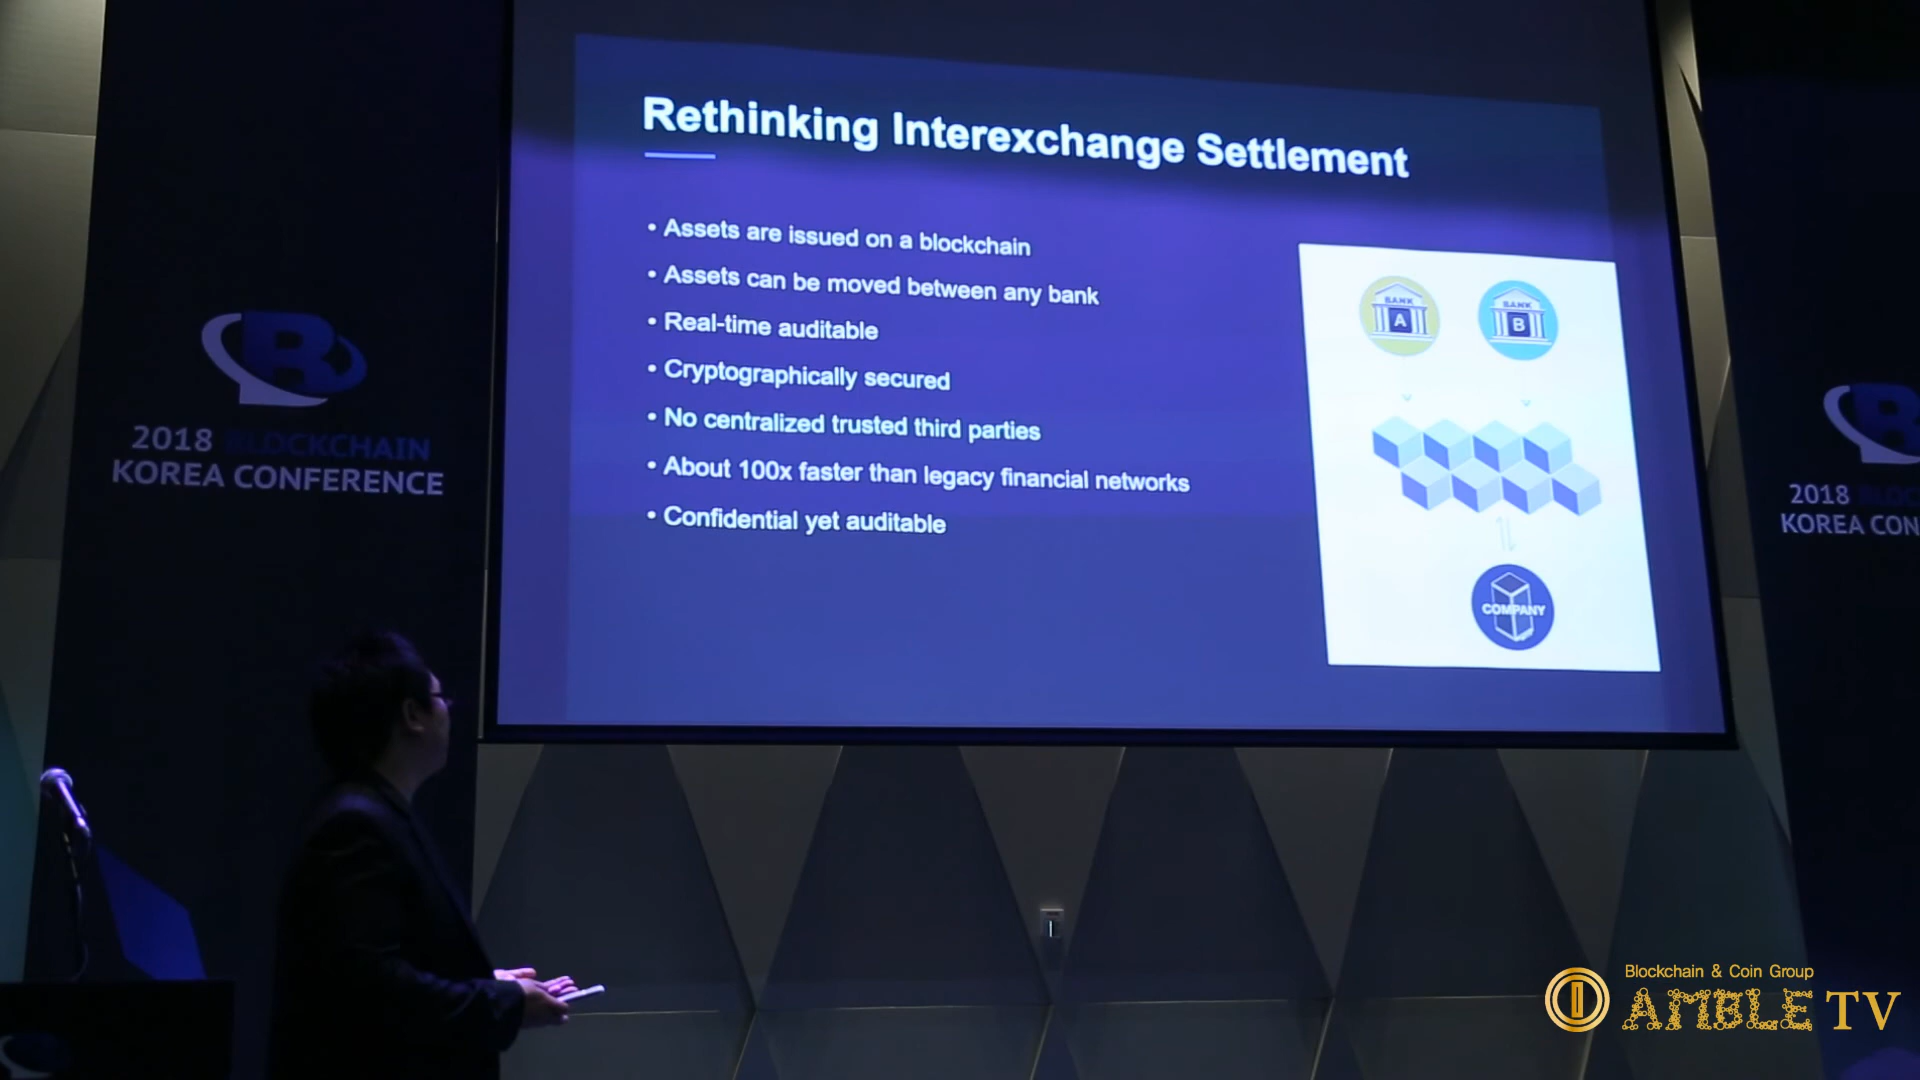 Rethinking Interexchange Settlement
• Assets are issued on a blockchain
• Assets can be moved between any bank
• Real-time auditable
• Cryptographically secured
• No centralized trusted third parties
• About 100x faster than legacy financial networks
• Confidential yet auditable
BANK
A
BANK
B
COMPANY
2018 BLOCKCHAIN
KOREA CONFERENCE
2018 BLOC
KOREA CON
Blockchain & Coin Group
AMBLE TV